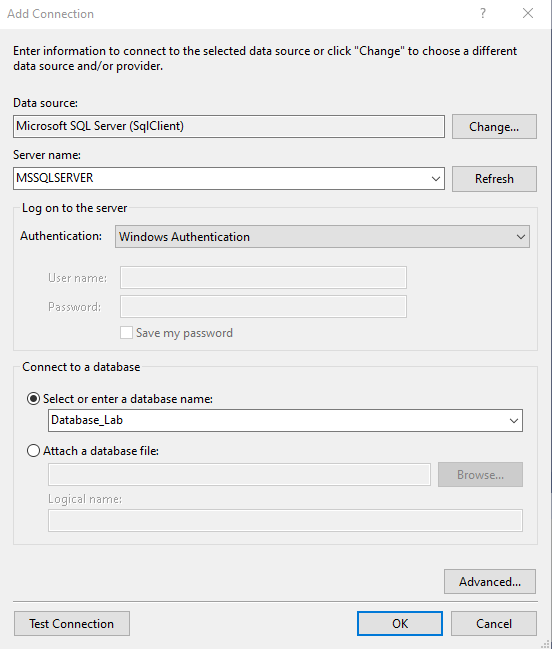 Add Connection
?
Enter information to connect to the selected data source or click "Change" to choose a different
data source and/or provider.
Data source:
Microsoft SQL Server (SqlClient)
Change...
Server name:
MSSQLSERVER
Refresh
Log on to the server
Authentication:
Windows Authentication
User name:
Password:
Save my password
Connect to a database
Select or enter a database name:
Database_Lab
Attach a database file:
Browse...
Logical name:
Advanced...
Test Connection
OK
Cancel